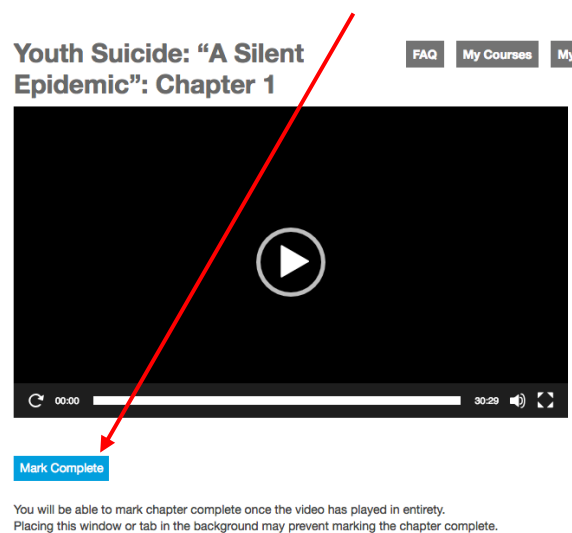 Youth Suicide: “A Silent
Epidemic”: Chapter 1
FAQ
My Courses
My
00:00
30:29
Mark Complete
You will be able to mark chapter complete once the video has played in entirety.
Placing this window or tab in the background may prevent marking the chapter complete.